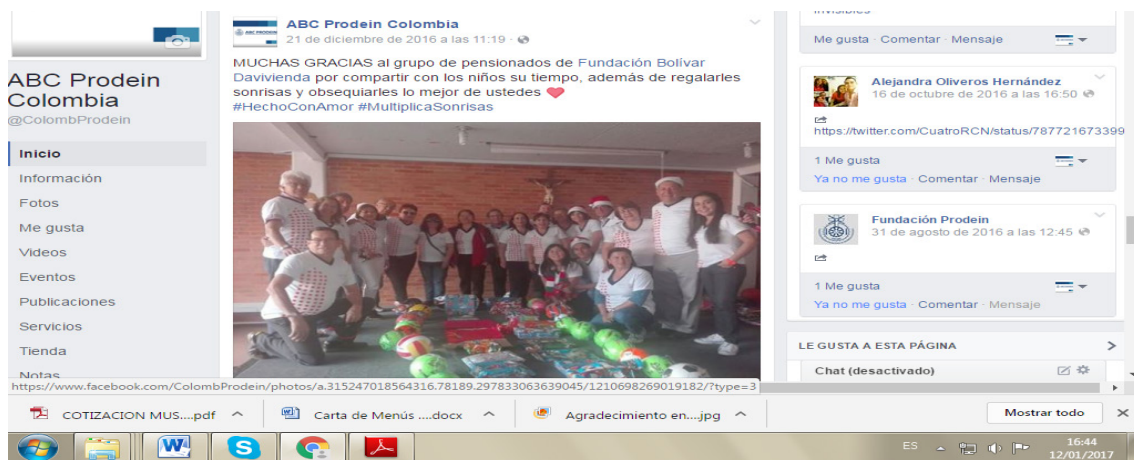 ABC Prodein Colombia
@ColombProdein
Inicio
Información
Fotos
Me gusta
Videos
Eventos
Publicaciones
Servicios
Tienda
Notas
ABC Prodein Colombia
21 de diciembre de 2016 a las 11:19 ·
MUCHAS GRACIAS al grupo de pensionados de Fundación Bolívar
Davivienda por compartir con los niños su tiempo, además de regalarles
sonrisas y obsequiarles lo mejor de ustedes
#HechoConAmor #MultiplicaSonrisas
invisibles
Me gusta · Comentar · Mensaje
Alejandra Oliveros Hernández
16 de octubre de 2016 a las 16:50
https://twitter.com/CuatroRCN/status/787721673399
1 Me gusta
Ya no me gusta · Comentar · Mensaje
Fundación Prodein
31 de agosto de 2016 a las 12:45
1 Me gusta
Ya no me gusta · Comentar · Mensaje
LE GUSTA A ESTA PÁGINA
Chat (desactivado)
https://www.facebook.com/ColombProdein/photos/a.315247018564316.78189.297833063639045/1210698269019182/?type=3
COTIZACION MUS....pdf
Carta de Menús ....docx
Agradecimiento en....jpg
Mostrar todo
ES
16:44
12/01/2017